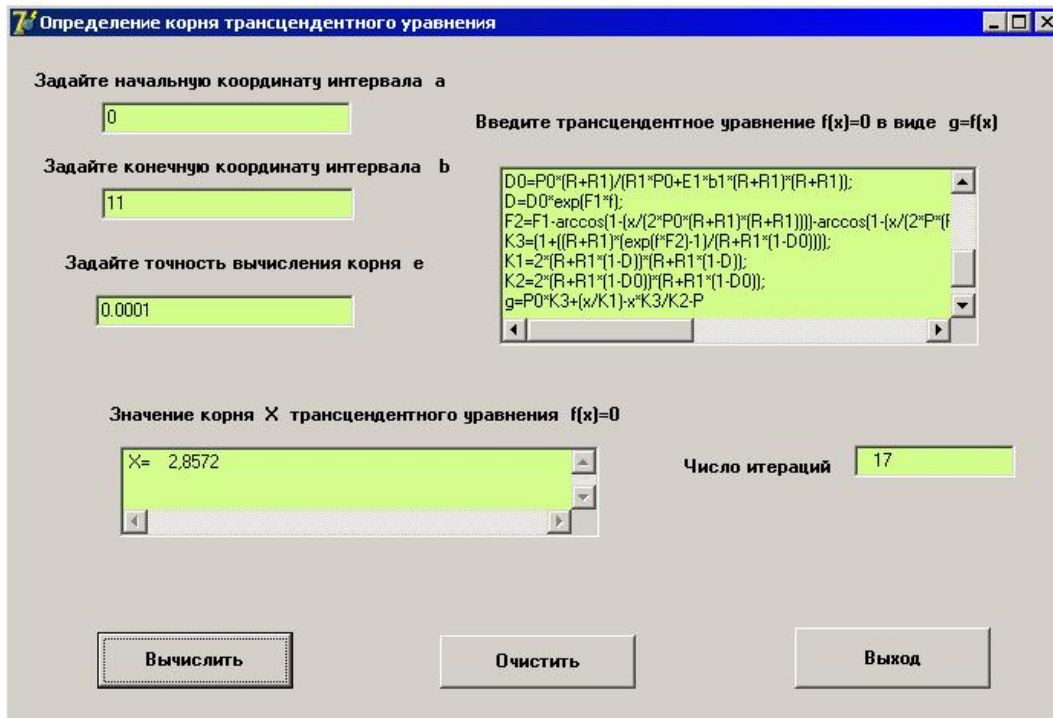 Определение корня трансцендентного уравнения
Задайте начальную координату интервала a
0
Введите трансцендентное уравнение f(x)=0 в виде g=f(x)
Задайте конечную координату интервала b
11
D0=P0*(R+R1)/(R1*P0+E1*b1*(R+R1)*(R+R1));
D=D0*exp(F1*f);
F2=F1-arccos(1-(x/(2*P0*(R+R1)*(R+R1))))-arccos(1-(x/(2*P*(
K3=(1+((R+R1)*(exp(f*F2)-1)/(R+R1*(1-D0))));
K1=2*(R+R1*(1-D))*(R+R1*(1-D));
K2=2*(R+R1*(1-D0))*(R+R1*(1-D0));
g=P0*K3+(x/K1)-x*K3/K2-P
Задайте точность вычисления корня e
0.0001
Значение корня X трансцендентного уравнения f(x)=0
X= 2,8572
Число итераций 17
Вычислить
Очистить
Выход